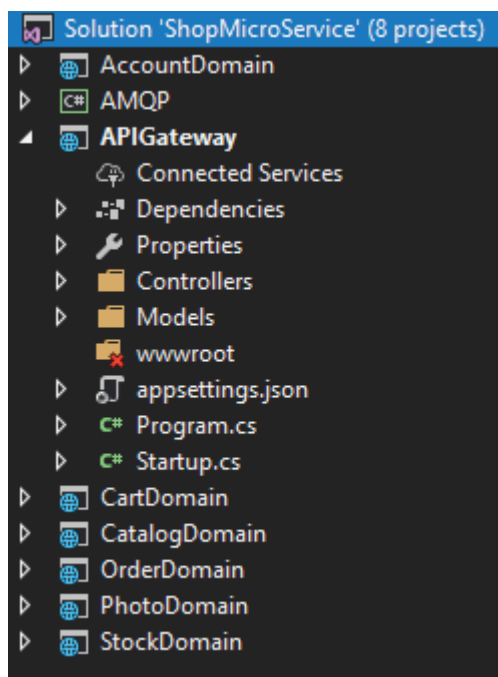 Solution 'ShopMicroService' (8 projects)
AccountDomain
C# AMQP
APIGateway
Connected Services
Dependencies
Properties
Controllers
Models
wwwroot
appsettings.json
C# Program.cs
C# Startup.cs
CartDomain
CatalogDomain
OrderDomain
PhotoDomain
StockDomain